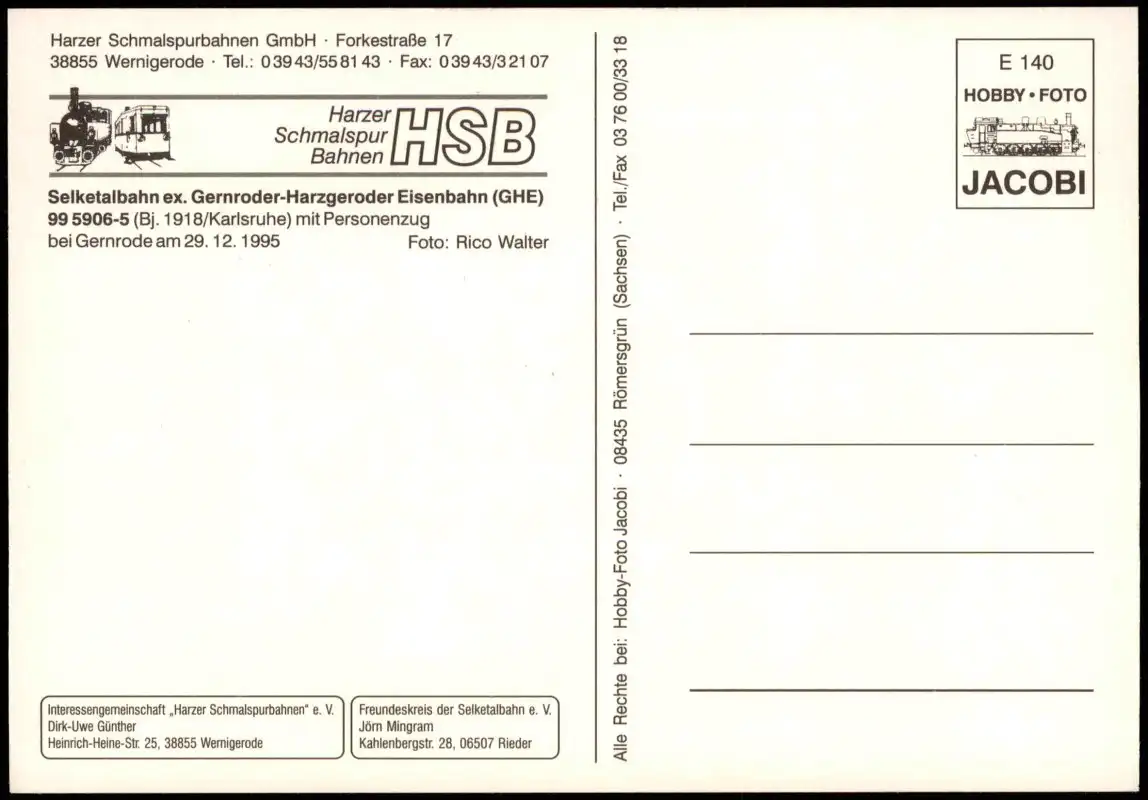 Harzer Schmalspurbahnen GmbH · Forkestraße 17
38855 Wernigerode · Tel.: 0 39 43/55 81 43 · Fax: 0 39 43/3 21 07
Harzer
Schmalspur
Bahnen
HSB
Selketalbahn ex. Gernroder-Harzgeroder Eisenbahn (GHE)
99 5906-5 (Bj. 1918/Karlsruhe) mit Personenzug
bei Gernrode am 29. 12. 1995 Foto: Rico Walter
Interessengemeinschaft „Harzer Schmalspurbahnen" e. V.
Dirk-Uwe Günther
Heinrich-Heine-Str. 25, 38855 Wernigerode
Freundeskreis der Selketalbahn e. V.
Jörn Mingram
Kahlenbergstr. 28, 06507 Rieder
Alle Rechte bei: Hobby-Foto Jacobi · 08435 Römersgrün (Sachsen) · Tel./Fax 03 76 00/33 18
E 140
HOBBY • FOTO
JACOBI